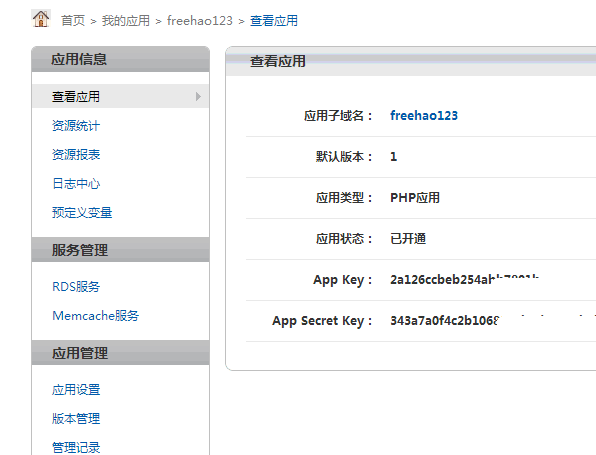 首页 > 我的应用 > freehao123 > 查看应用
应用信息
查看应用
资源统计
资源报表
日志中心
预定义变量
服务管理
RDS服务
Memcache服务
应用管理
应用设置
版本管理
管理记录
查看应用
应用子域名： freehao123
默认版本： 1
应用类型： PHP应用
应用状态： 已开通
App Key：
App Secret Key：